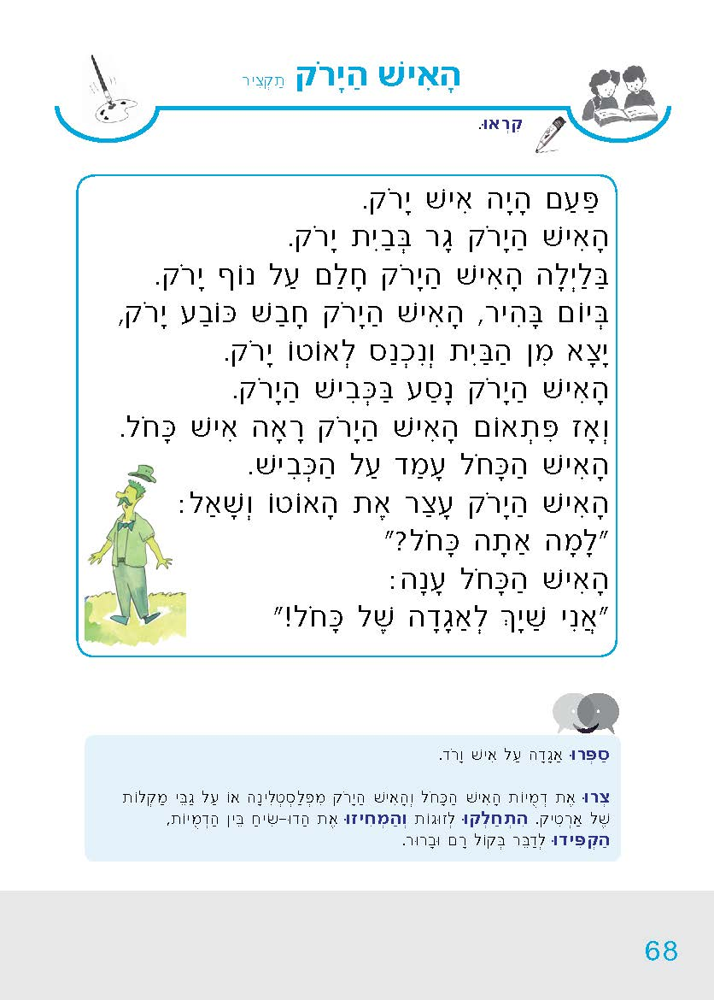 הָאִישׁ הַיָּרֹק תַּקְצִיר
קִרְאוּ.
פַּעַם הָיָה אִישׁ יָרֹק.
הָאִישׁ הַיָּרֹק גָּר בְּבַיִת יָרֹק.
בַּלַּיְלָה הָאִישׁ הַיָּרֹק חָלַם עַל נוֹף יָרֹק.
בְּיוֹם בָּהִיר, הָאִישׁ הַיָּרֹק חָבַשׁ כּוֹבַע יָרֹק,
יָצָא מִן הַבַּיִת וְנִכְנַס לְאוֹטוֹ יָרֹק.
הָאִישׁ הַיָּרֹק נָסַע בַּכְּבִישׁ הַיָּרֹק.
וְאָז פִּתְאוֹם הָאִישׁ הַיָּרֹק רָאָה אִישׁ כָּחֹל.
הָאִישׁ הַכָּחֹל עָמַד עַל הַכְּבִישׁ.
הָאִישׁ הַיָּרֹק עָצַר אֶת הָאוֹטוֹ וְשָׁאַל:
"לָמָה אַתָּה כָּחֹל?"
הָאִישׁ הַכָּחֹל עָנָה:
"אֲנִי שַׁיָּךְ לְאַגָּדָה שֶׁל כָּחֹל!"
סַפְּרוּ אַגָּדָה עַל אִישׁ וָרֹד.
צְרוּ אֶת דְּמֻיּוֹת הָאִישׁ הַכָּחֹל וְהָאִישׁ הַיָּרֹק מִפְּלַסְטֶלִינָה אוֹ עַל גַּבֵּי מַקְלוֹת
שֶׁל אַרְטִיק. הִתְחַלְּקוּ לְזוּגוֹת וְהַמְחִיזוּ אֶת הַדּוּ-שִׂיחַ בֵּין הַדְּמֻיּוֹת,
הַקְפִּידוּ לְדַבֵּר בְּקוֹל רָם וּבָרוּר.
68